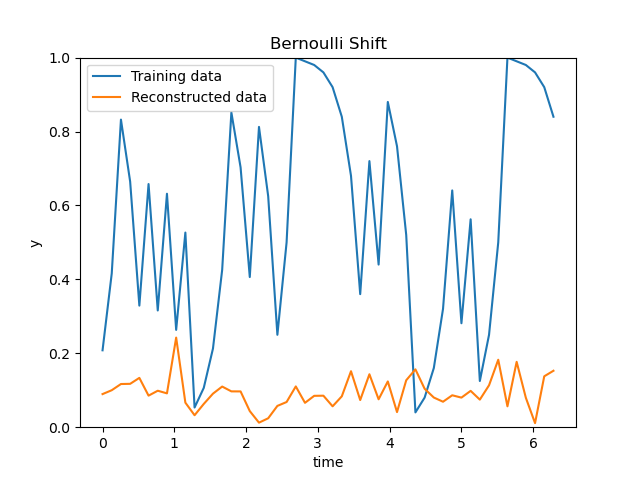 Bernoulli Shift
Training data
Reconstructed data
y
1.0
0.8
0.6
0.4
0.2
0.0
0 1 2 3 4 5 6
time